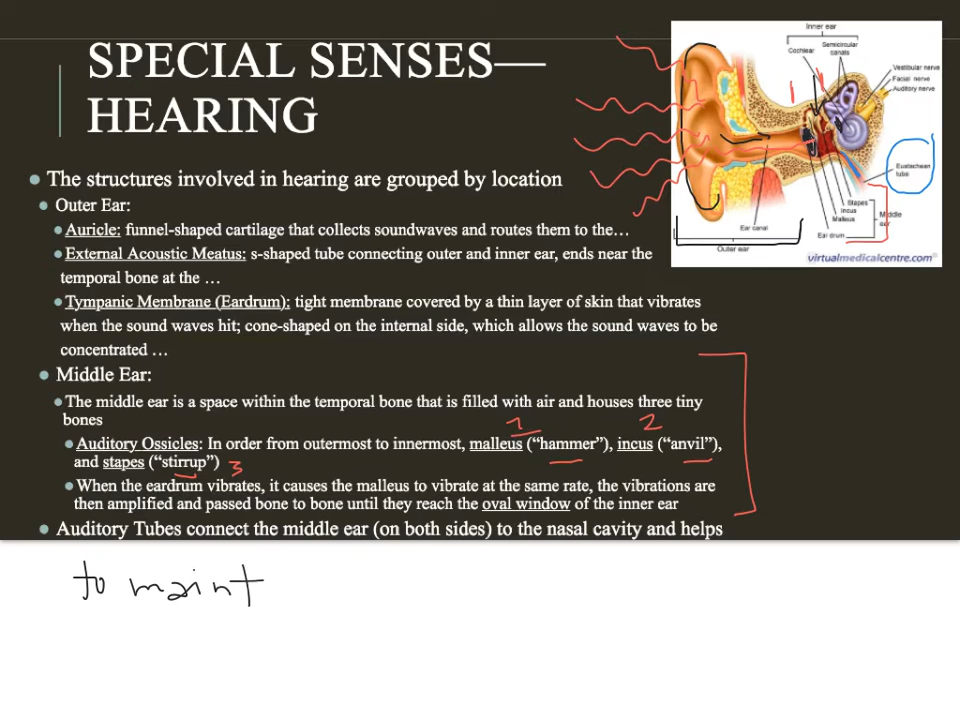 SPECIAL SENSES—
HEARING
The structures involved in hearing are grouped by location
Outer Ear:
Auricle: funnel-shaped cartilage that collects soundwaves and routes them to the…
External Acoustic Meatus: s-shaped tube connecting outer and inner ear, ends near the
temporal bone at the …
Tympanic Membrane (Eardrum): tight membrane covered by a thin layer of skin that vibrates
when the sound waves hit; cone-shaped on the internal side, which allows the sound waves to be
concentrated …
Middle Ear:
The middle ear is a space within the temporal bone that is filled with air and houses three tiny
bones
1 2
Auditory Ossicles: In order from outermost to innermost, malleus (“hammer”), incus (“anvil”),
and stapes (“stirrup”) 3
When the eardrum vibrates, it causes the malleus to vibrate at the same rate, the vibrations are
then amplified and passed bone to bone until they reach the oval window of the inner ear
Auditory Tubes connect the middle ear (on both sides) to the nasal cavity and helps
to maint
Inner ear
Cochlear
Semicircular
canals
Vestibular nerve
Facial nerve
Auditory nerve
Eustachean
tube
Stapes
Incus
Malleus
Middle
ear
Ear drum
Ear canal
Outer ear
virtualmedicalcentre.com